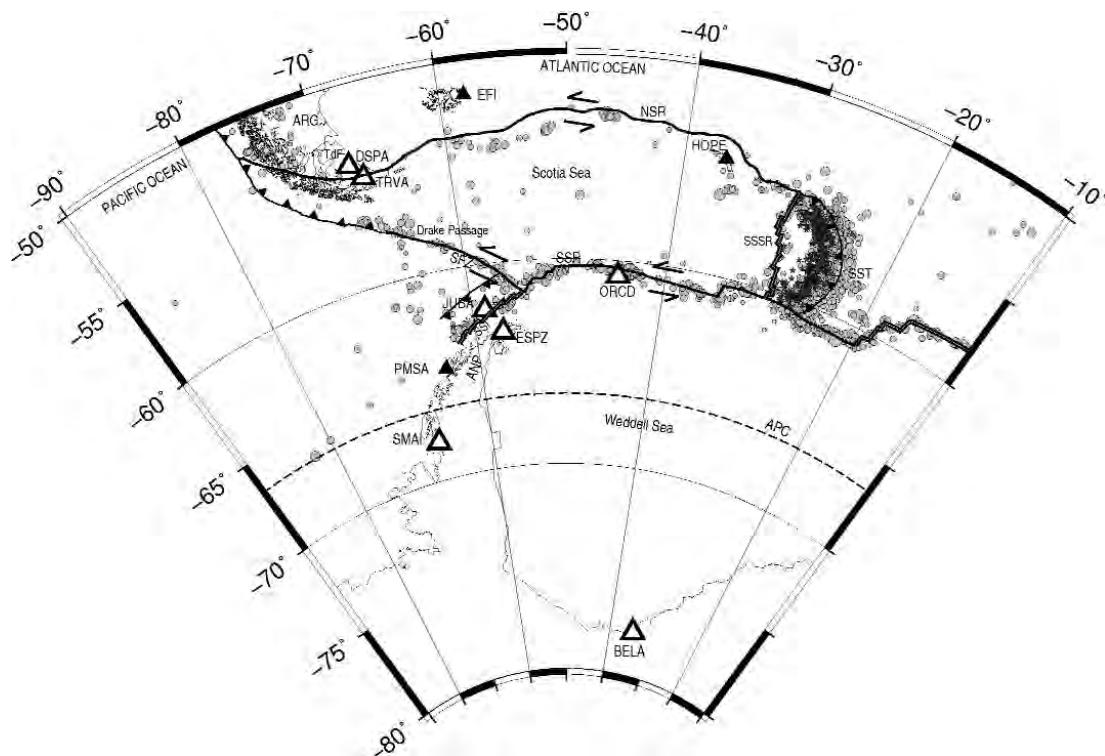 -50°
-60°
-40°
-70°
-30°
-80°
-20°
-90°
-10°
-50°
-55°
-60°
-65°
-70°
-75°
-80°
ATLANTIC OCEAN
PACIFIC OCEAN
EFI
NSR
ARG.
TdF
DSPA
TRVA
HOPE
Scotia Sea
Drake Passage
SSR
SSSR
SST
ORCD
JUBA
ESPZ
ANP
PMSA
SMAI
Weddell Sea
APC
BELA